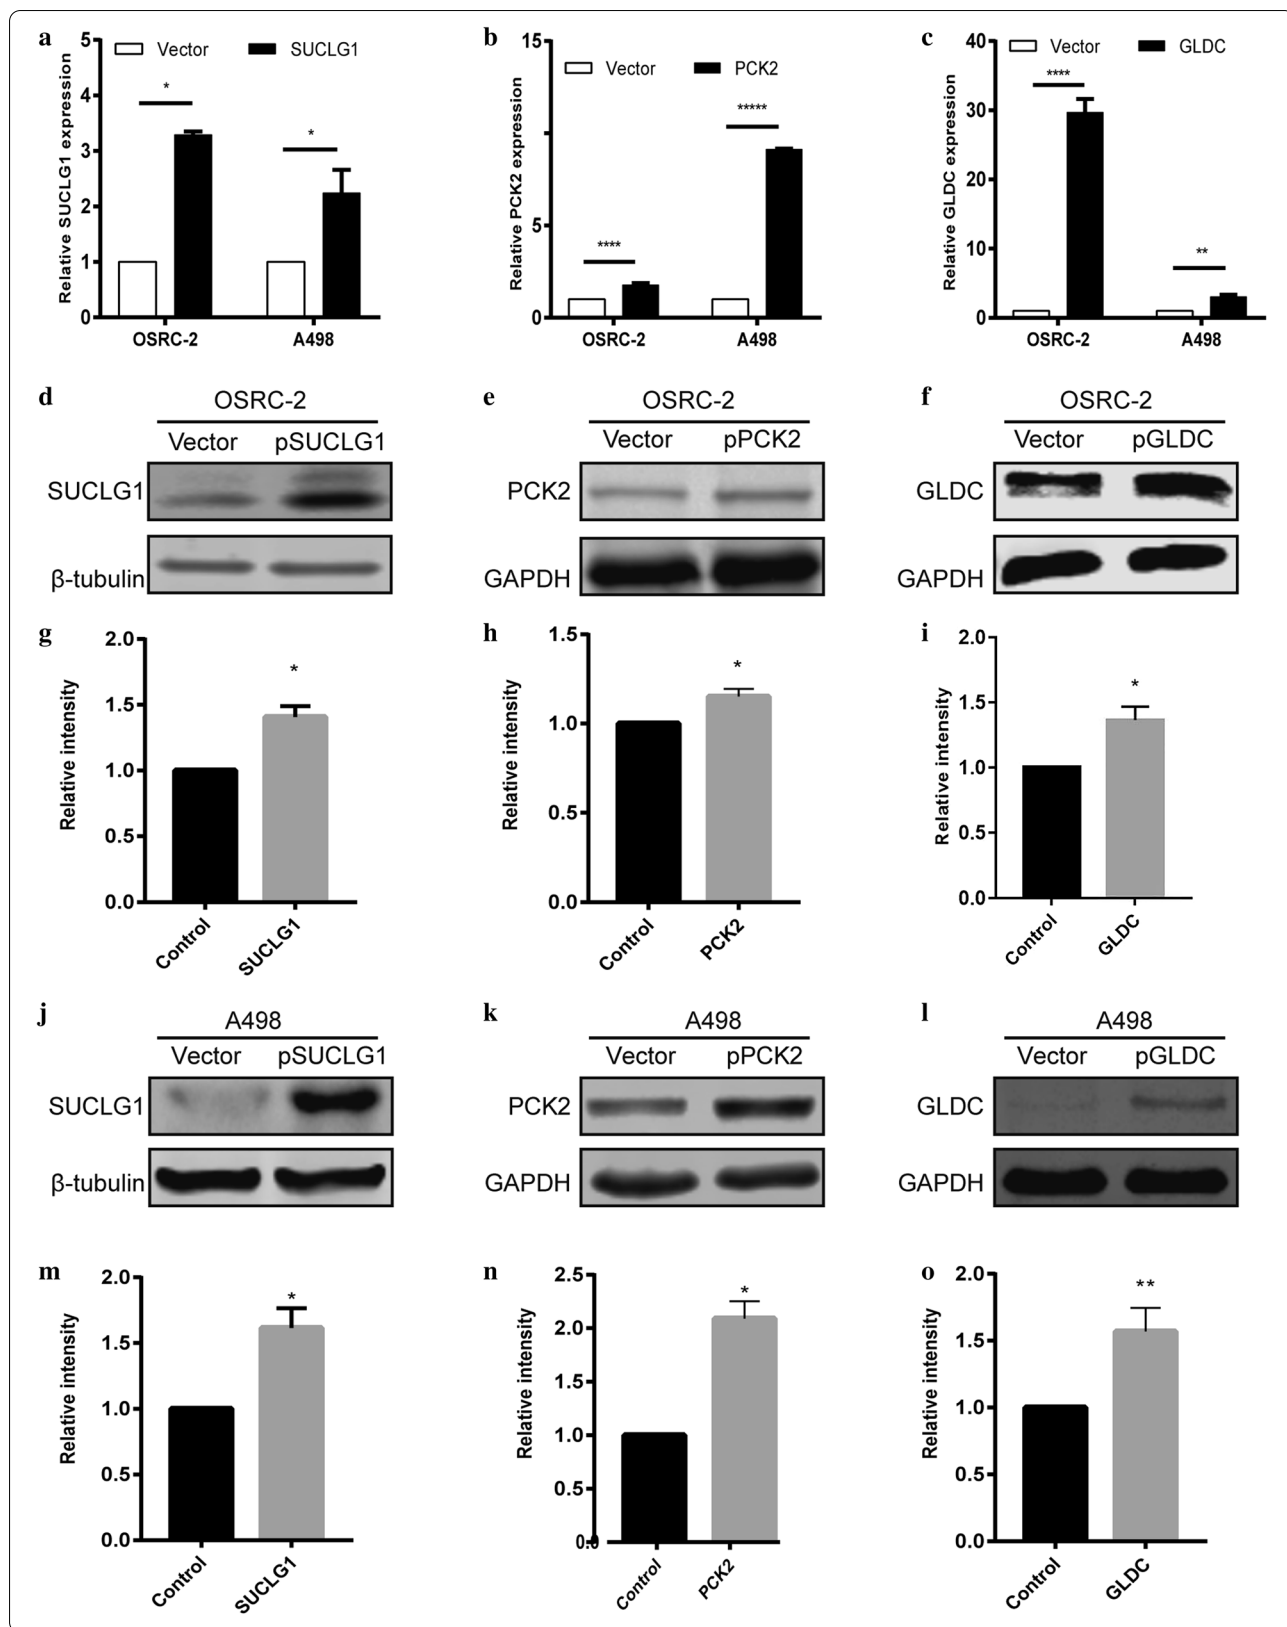 a
5
4
3
2
1
0
Relative SUCLG1 expression
Vector SUCLG1
*
*
OSRC-2 A498
b
15
5
0
Relative PCK2 expression
Vector PCK2
****
*****
OSRC-2 A498
c
40
30
20
10
0
Relative GLDC expression
Vector GLDC
****
**
OSRC-2 A498
d
OSRC-2
Vector pSUCLG1
SUCLG1
β-tubulin
e
OSRC-2
Vector pPCK2
PCK2
GAPDH
f
OSRC-2
Vector pGLDC
GLDC
GAPDH
g
2.0
1.5
1.0
0.5
0.0
Relative intensity
*
Control SUCLG1
h
1.5
1.0
0.5
0.0
Relative intensity
*
Control PCK2
i
2.0
1.5
1.0
0.5
0.0
Relative intensity
*
Control GLDC
j
A498
Vector pSUCLG1
SUCLG1
β-tubulin
k
A498
Vector pPCK2
PCK2
GAPDH
l
A498
Vector pGLDC
GLDC
GAPDH
m
2.0
1.5
1.0
0.5
0.0
Relative intensity
*
Control SUCLG1
n
2.5
2.0
1.5
1.0
0.5
0.0
Relative intensity
*
Control PCK2
o
2.0
1.5
1.0
0.5
0.0
Relative intensity
**
Control GLDC